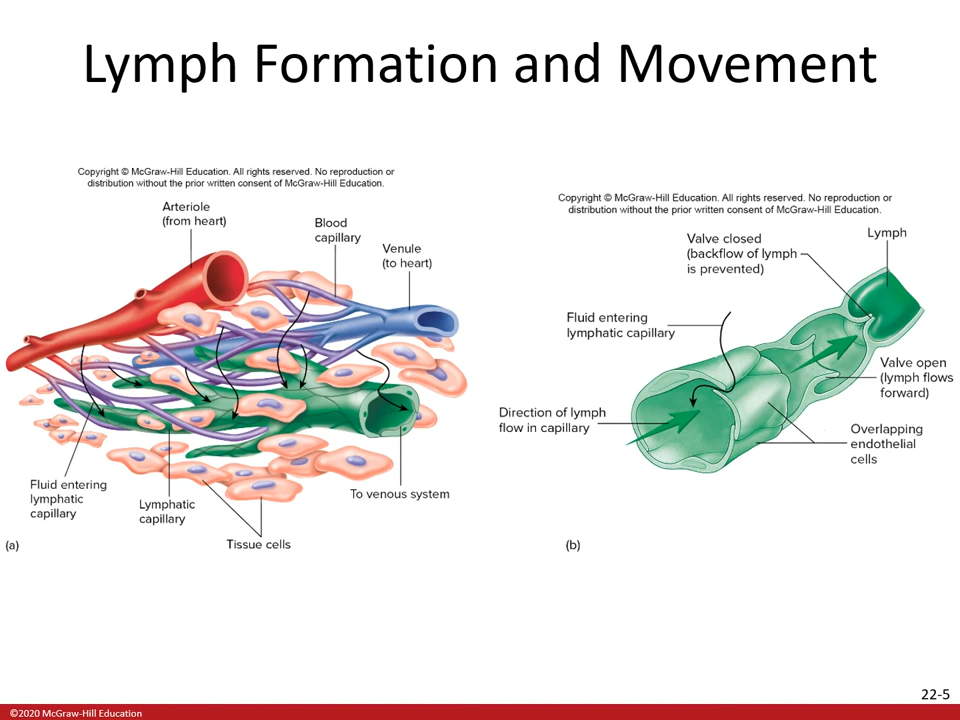 Lymph Formation and Movement
Copyright © McGraw-Hill Education. All rights reserved. No reproduction or
distribution without the prior written consent of McGraw-Hill Education.
Arteriole
(from heart)
Blood
capillary
Venule
(to heart)
Fluid entering
lymphatic
capillary
Lymphatic
capillary
Tissue cells
To venous system
(a)
Copyright © McGraw-Hill Education. All rights reserved. No reproduction or
distribution without the prior written consent of McGraw-Hill Education.
Valve closed
(backflow of lymph
is prevented)
Lymph
Fluid entering
lymphatic capillary
Valve open
(lymph flows
forward)
Direction of lymph
flow in capillary
Overlapping
endothelial
cells
(b)
22-5
©2020 McGraw-Hill Education